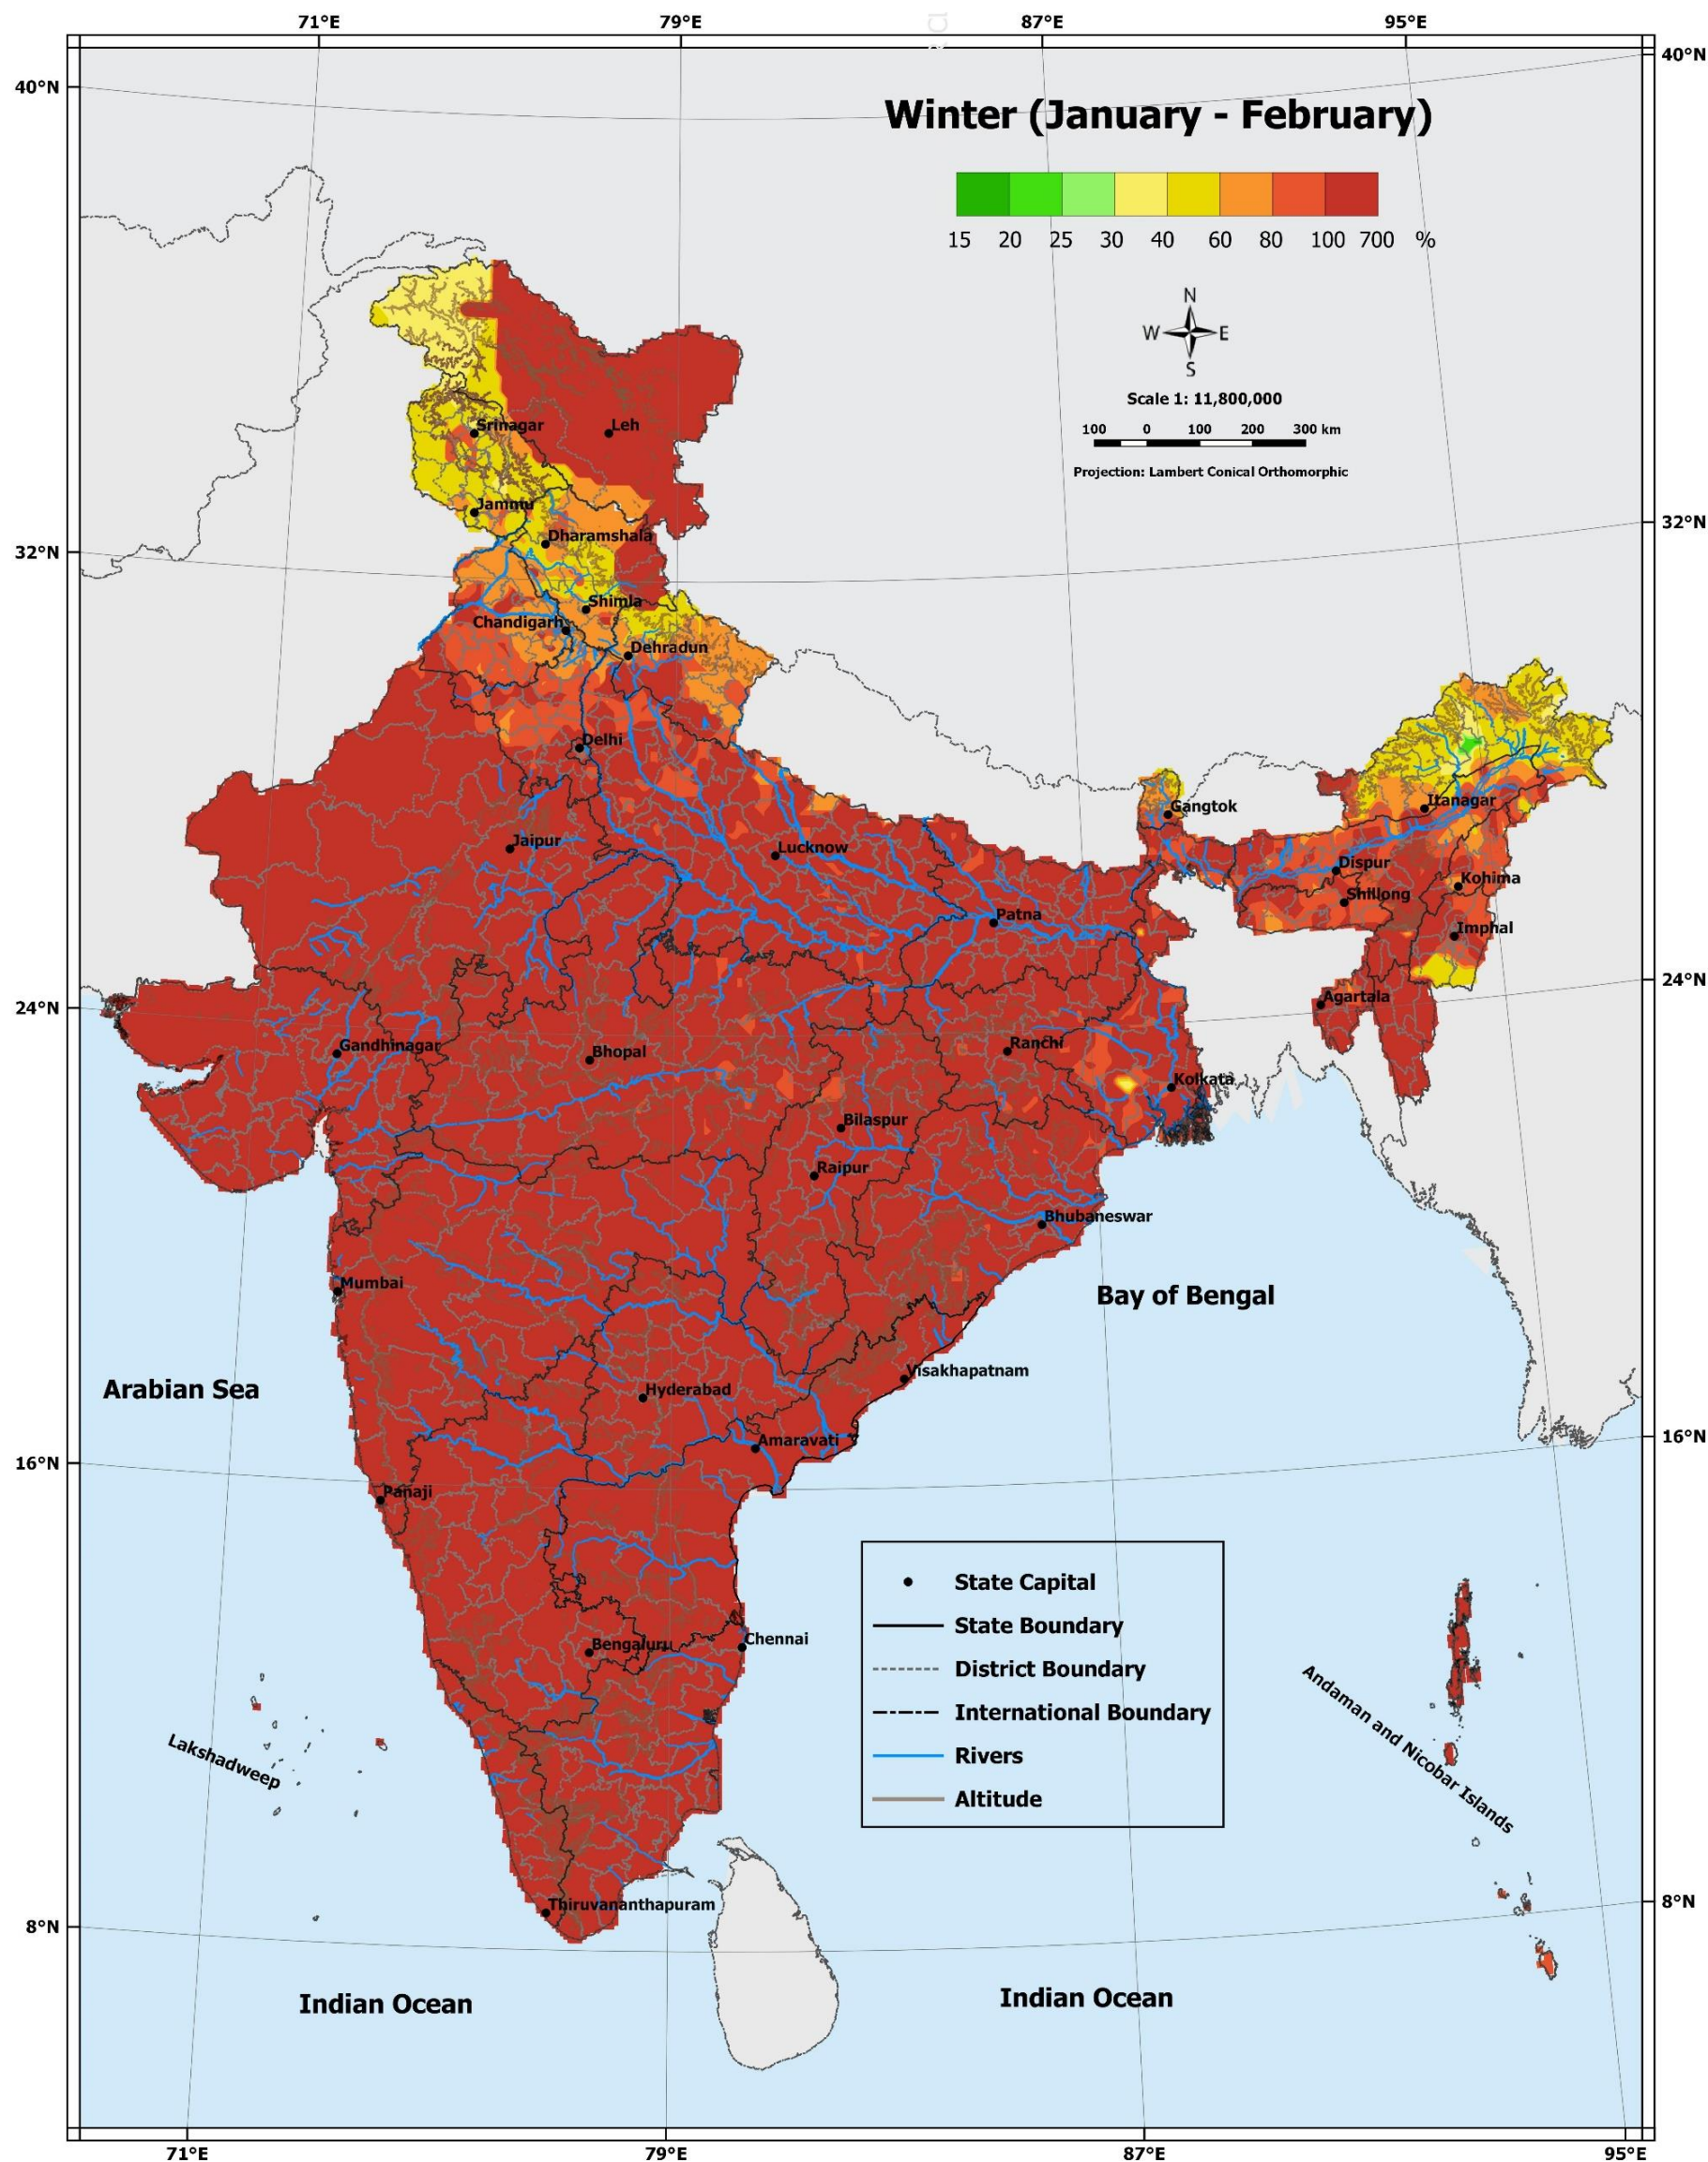 71°E 79°E 87°E 95°E
40°N 40°N
Winter (January - February)
15 20 25 30 40 60 80 100 700 %
N
W E
S
Scale 1: 11,800,000
100 0 100 200 300 km
Projection: Lambert Conical Orthomorphic
Srinagar
Leh
Jammu
32°N 32°N
Dharamshala
Shimla
Chandigarh
Dehradun
Delhi
Itanagar
Gangtok
Jaipur
Lucknow
Dispur
Kohima
Shillong
Patna
Imphal
24°N 24°N
Agartala
Gandhinagar
Bhopal
Ranchi
Kolkata
Bilaspur
Raipur
Bhubaneswar
Mumbai
Bay of Bengal
Arabian Sea
Visakhapatnam
Hyderabad
Amaravati
16°N 16°N
Panaji
State Capital
State Boundary
Bengaluru
Chennai
District Boundary
International Boundary
Rivers
Altitude
Lakshadweep
Andaman and Nicobar Islands
Thiruvananthapuram
8°N 8°N
Indian Ocean
Indian Ocean
71°E 79°E 87°E 95°E